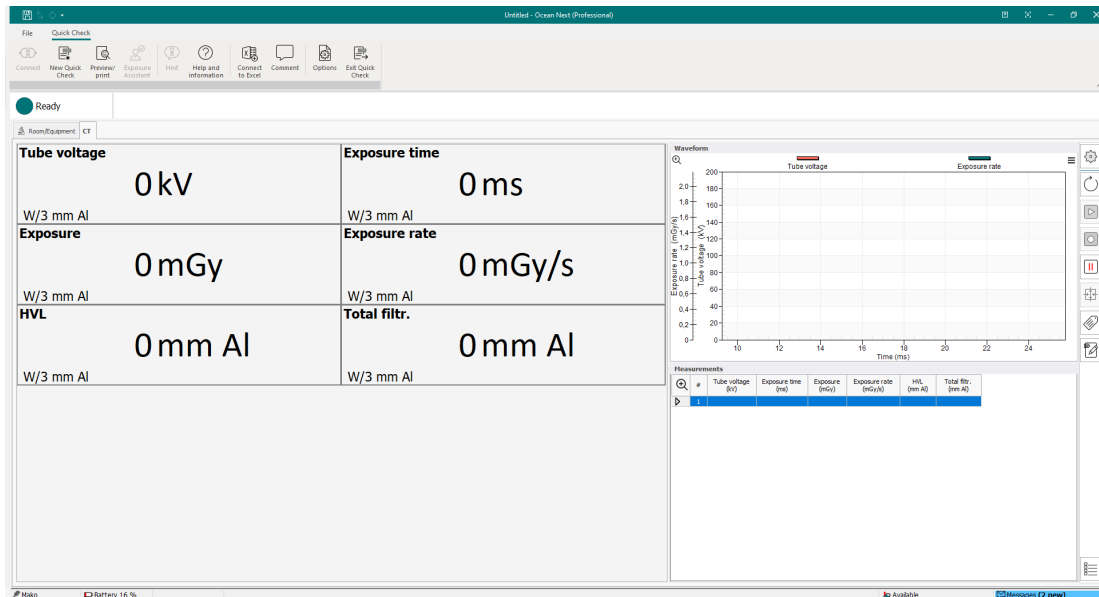 Untitled - Ocean Next (Professional)
File Quick Check
Connect New Quick Check Preview/ print Exposure Assistant Hint Help and information Connect to Excel Comment Options Exit Quick Check
Ready
Room/Equipment CT
Tube voltage
0 kV
W/3 mm Al
Exposure time
0 ms
W/3 mm Al
Exposure
0 mGy
W/3 mm Al
Exposure rate
0 mGy/s
W/3 mm Al
HVL
0 mm Al
W/3 mm Al
Total filtr.
0 mm Al
W/3 mm Al
Waveform
Tube voltage Exposure rate
Exposure rate (mGy/s)
2,0
1,8
1,6
1,4
1,2
1,0
0,8
0,6
0,4
0,2
0
Tube voltage (kV)
200
180
160
140
120
100
80
60
40
20
0
10 12 14 16 18 20 22 24
Time (ms)
Measurements
# Tube voltage (kV) Exposure time (ms) Exposure (mGy) Exposure rate (mGy/s) HVL (mm Al) Total filtr. (mm Al)
1
Mako Battery 16 % Available Messages (2 new)